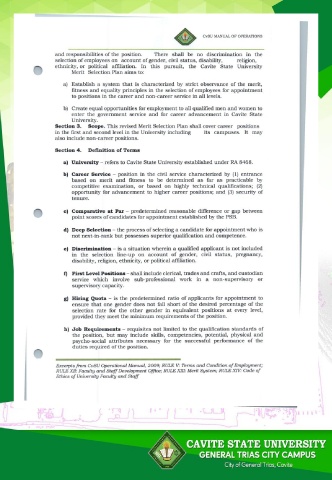 CvSU MANUAL OF OPERATIONS
and responsibilities of the position. There shall be no discrimination in the
selection of employees on account of gender, civil status, disability, religion,
ethnicity, or political affiliation. In this pursuit, the Cavite State University
Merit Selection Plan aims to:
a) Establish a system that is characterized by strict observance of the merit,
fitness and equality principles in the selection of employees for appointment
to positions in the career and non-career service in all levels.
b) Create equal opportunities for employment to all qualified men and women to
enter the government service and for career advancement in Cavite State
University.
Section 3. Scope. This revised Merit Selection Plan shall cover career positions
in the first and second level in the University including its campuses. It may
also include non-career positions.
Section 4. Definition of Terms
a) University – refers to Cavite State University established under RA 8468.
b) Career Service – position in the civil service characterized by (1) entrance
based on merit and fitness to be determined as far as practicable by
competitive examination, or based on highly technical qualifications; (2)
opportunity for advancement to higher career positions; and (3) security of
tenure.
c) Comparative at Par – predetermined reasonable difference or gap between
point scores of candidates for appointment established by the PSB.
d) Deep Selection – the process of selecting a candidate for appointment who is
not next-in-rank but possesses superior qualification and competence.
e) Discrimination – is a situation wherein a qualified applicant is not included
in the selection line-up on account of gender, civil status, pregnancy,
disability, religion, ethnicity, or political affiliation.
f) First Level Positions – shall include clerical, trades and crafts, and custodian
service which involve sub-professional work in a non-supervisory or
supervisory capacity.
g) Hiring Quota – is the predetermined ratio of applicants for appointment to
ensure that one gender does not fall short of the desired percentage of the
selection rate for the other gender in equivalent positions at every level,
provided they meet the minimum requirements of the position.
h) Job Requirements – requisites not limited to the qualification standards of
the position, but may include skills, competencies, potential, physical and
psycho-social attributes necessary for the successful performance of the
duties required of the position.
Excerpts from CvSU Operational Manual, 2009; RULE V: Terms and Condition of Employment;
RULE XII: Faculty and Staff Development Office; RULE XIII: Merit System; RULE XIV: Code of
Ethics of University Faculty and Staff
CAVITE STATE UNIVERSITY
GENERAL TRIAS CITY CAMPUS
City of General Trias, Cavite